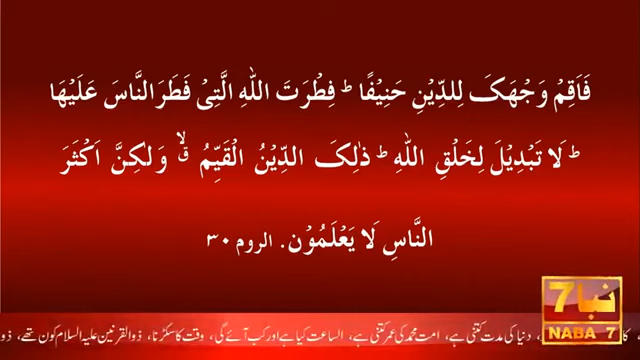 فَاَقِمۡ وَجۡهَكَ لِلدِّيۡنِ حَنِيۡفًا ؕ فِطۡرَتَ اللّٰهِ الَّتِىۡ فَطَرَ النَّاسَ عَلَيۡهَا
ؕ لَا تَبۡدِيۡلَ لِخَلۡقِ اللّٰهِ ؕ ذٰلِكَ الدِّيۡنُ الۡقَيِّمُ ۙ وَلٰكِنَّ اَكۡثَرَ
النَّاسِ لَا يَعۡلَمُوۡن. الروم ٣٠
7 نبا
NABA 7
دنیا کی مدت کتنی ہے، امت محمد کی عمر کتنی ہے، الساعت کیا ہے اور کب آئے گی، وقت کا سکڑنا، ذوالقرنین علیہ السلام کون تھے،